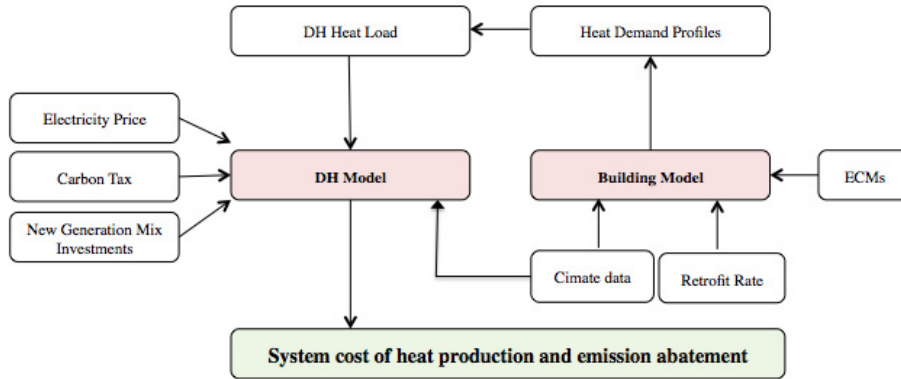 DH Heat Load
Heat Demand Profiles
Electricity Price
Carbon Tax
DH Model
Building Model
ECMs
New Generation Mix
Investments
Cimate data
Retrofit Rate
System cost of heat production and emission abatement